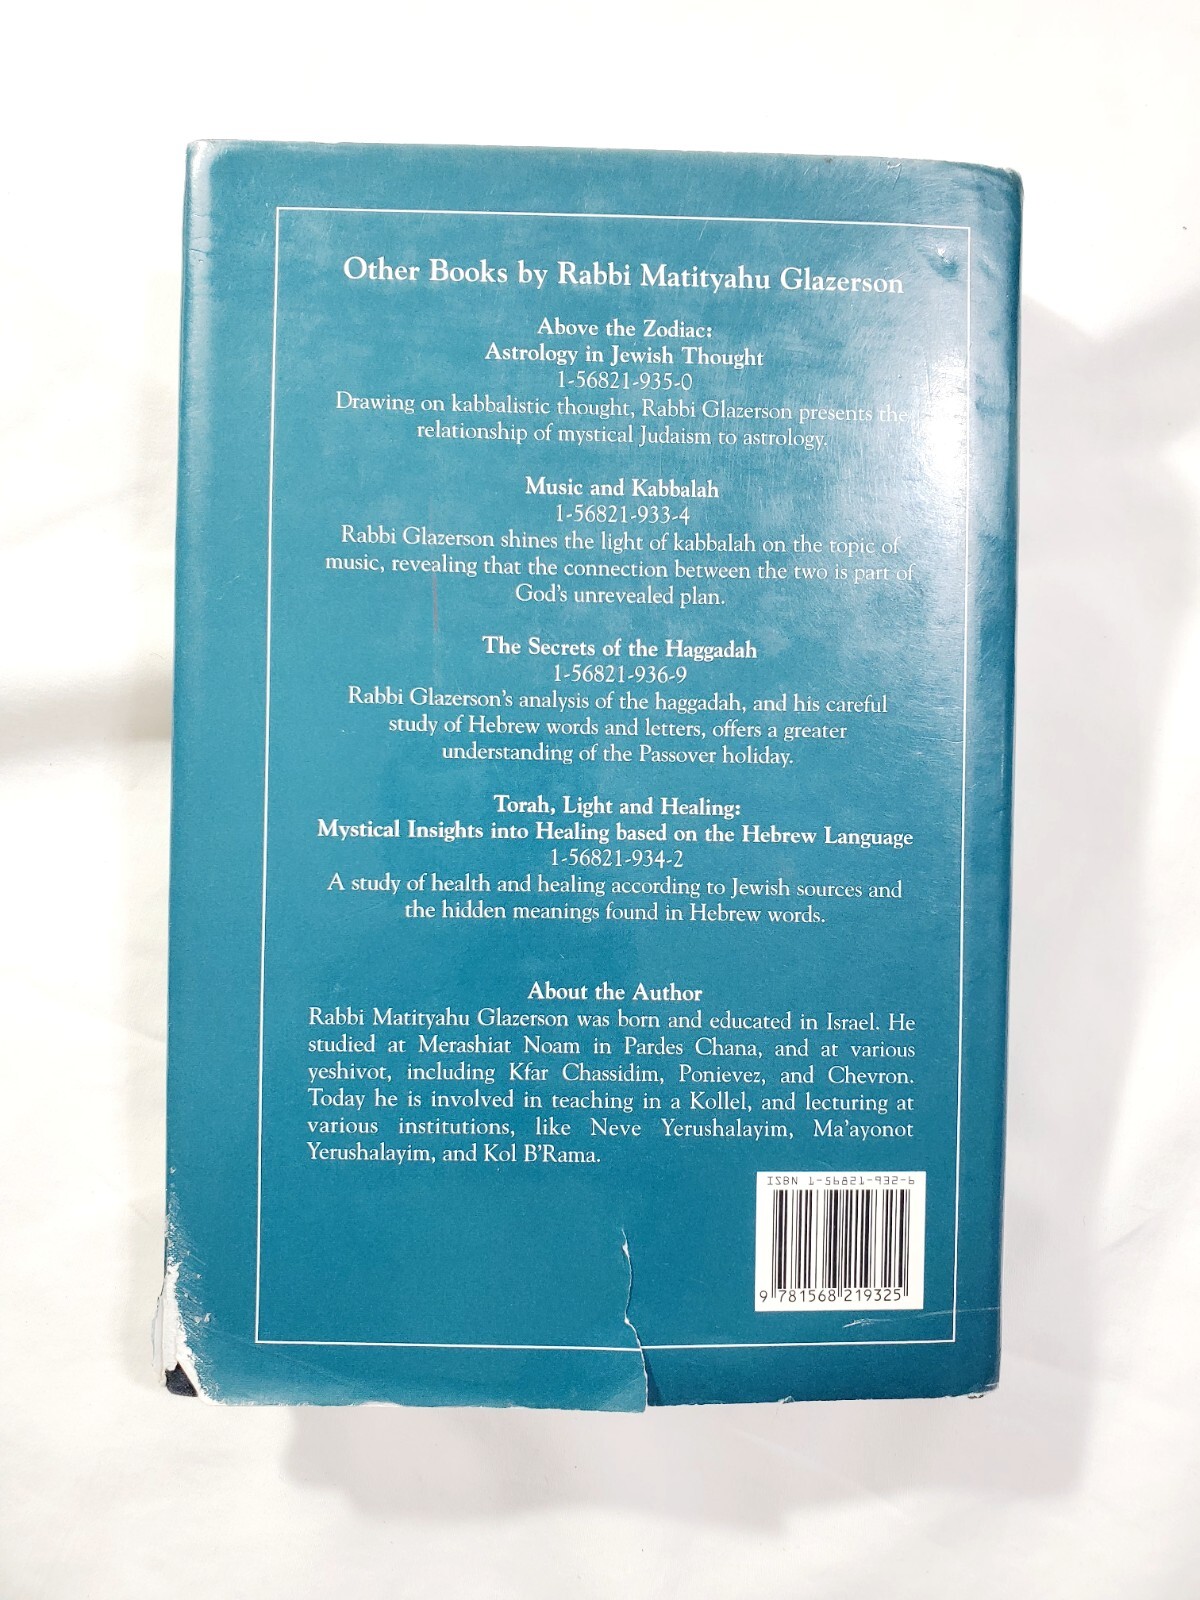 Other Books by Rabbi Matityahu Glazerson
Above the Zodiac:
Astrology in Jewish Thought
1-56821-935-0
Drawing on kabbalistic thought, Rabbi Glazerson presents the
relationship of mystical Judaism to astrology.
Music and Kabbalah
1-56821-933-4
Rabbi Glazerson shines the light of kabbalah on the topic of
music, revealing that the connection between the two is part of
God's unrevealed plan.
The Secrets of the Haggadah
1-56821-936-9
Rabbi Glazerson's analysis of the haggadah, and his careful
study of Hebrew words and letters, offers a greater
understanding of the Passover holiday.
Torah, Light and Healing:
Mystical Insights into Healing based on the Hebrew Language
1-56821-934-2
A study of health and healing according to Jewish sources and
the hidden meanings found in Hebrew words.
About the Author
Rabbi Matityahu Glazerson was born and educated in Israel. He
studied at Merashiat Noam in Pardes Chana, and at various
yeshivot, including Kfar Chassidim, Ponievez, and Chevron.
Today he is involved in teaching in a Kollel, and lecturing at
various institutions, like Neve Yerushalayim, Ma'ayonot
Yerushalayim, and Kol B'Rama.
ISBN 1-56821-932-6
9 781568 219325